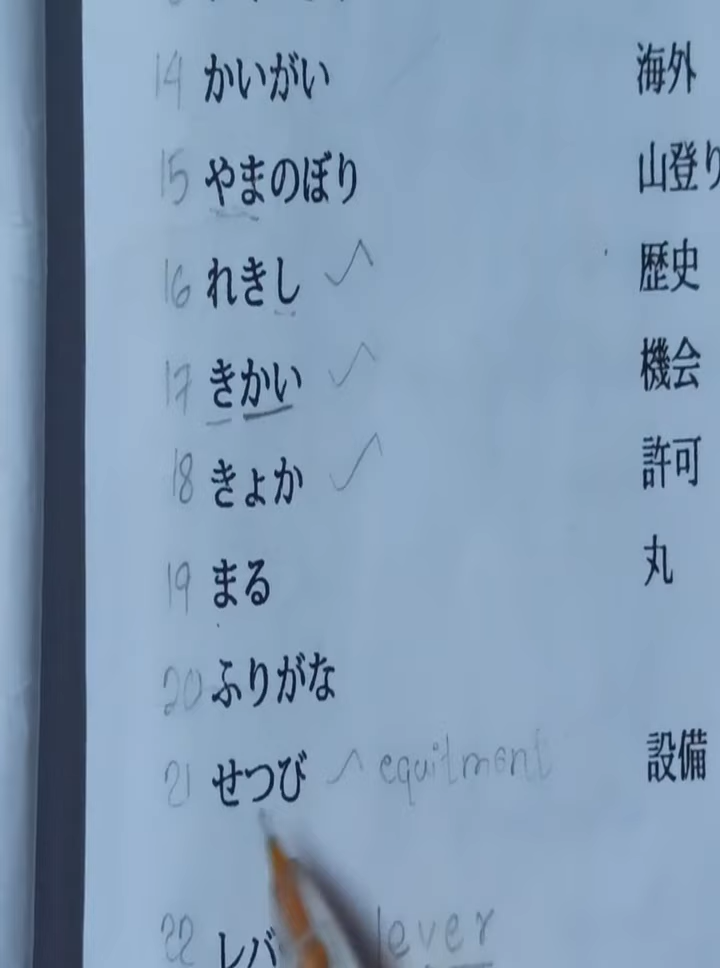 14 かいがい 海外
15 やまのぼり 山登り
16 れきし 歴史
17 きかい 機会
18 きょか 許可
19 まる 丸
20 ふりがな
21 せつび equitment 設備
22 レバ lever